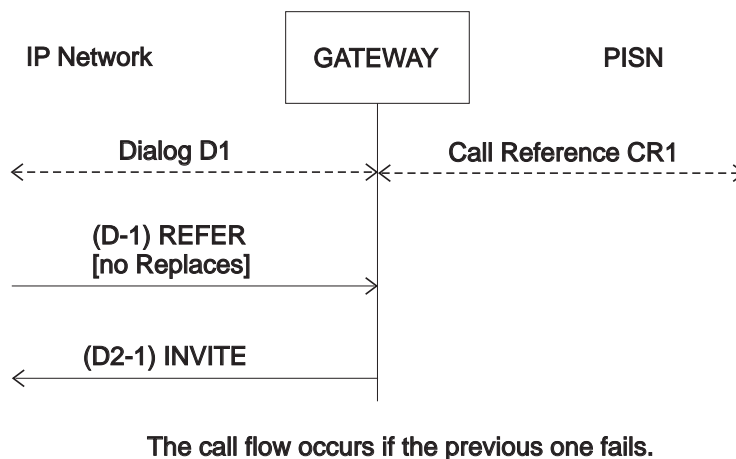 IP Network
GATEWAY
PISN
Dialog D1
Call Reference CR1
(D-1) REFER
[no Replaces]
(D2-1) INVITE
The call flow occurs if the previous one fails.